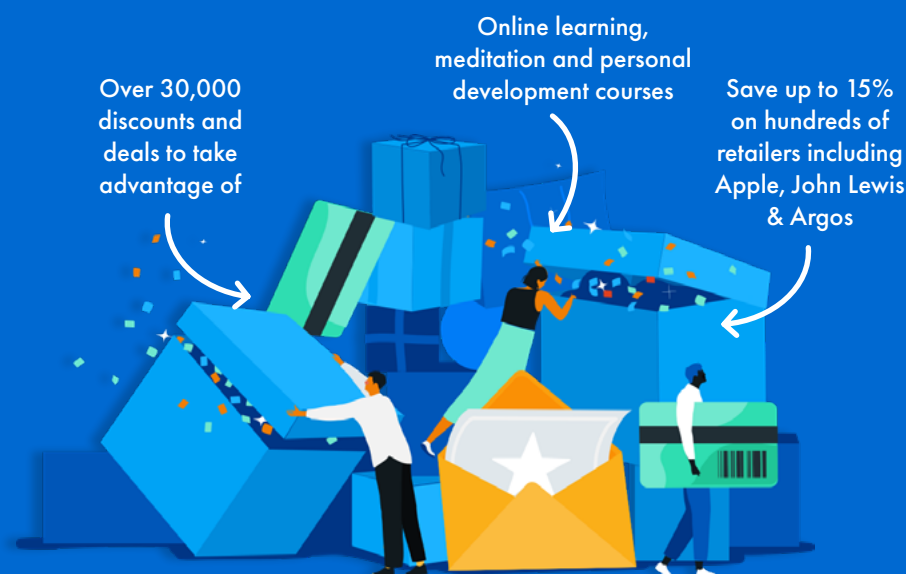 Over 30,000
discounts and
deals to take
advantage of
Online learning,
meditation and personal
development courses
Save up to 15%
on hundreds of
retailers including
Apple, John Lewis
& Argos